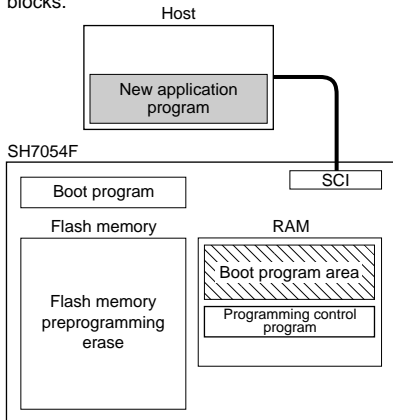 blocks.
Host
New application
program
SH7054F
SCI
Boot program
Flash memory
RAM
Boot program area
Flash memory
preprogramming
erase
Programming control
program